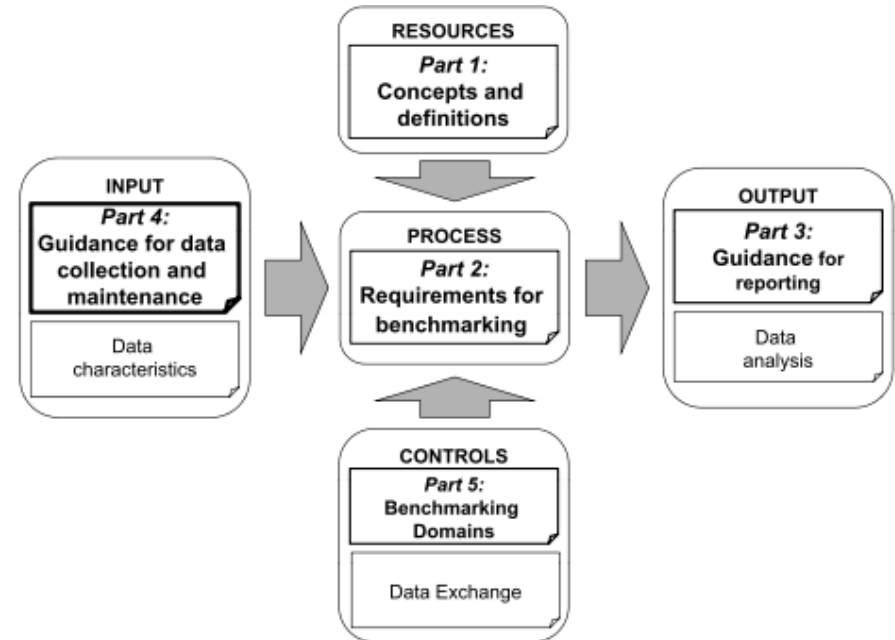 RESOURCES
Part 1:
Concepts and
definitions
INPUT
Part 4:
Guidance for data
collection and
maintenance
Data
characteristics
PROCESS
Part 2:
Requirements for
benchmarking
OUTPUT
Part 3:
Guidance for
reporting
Data
analysis
CONTROLS
Part 5:
Benchmarking
Domains
Data Exchange